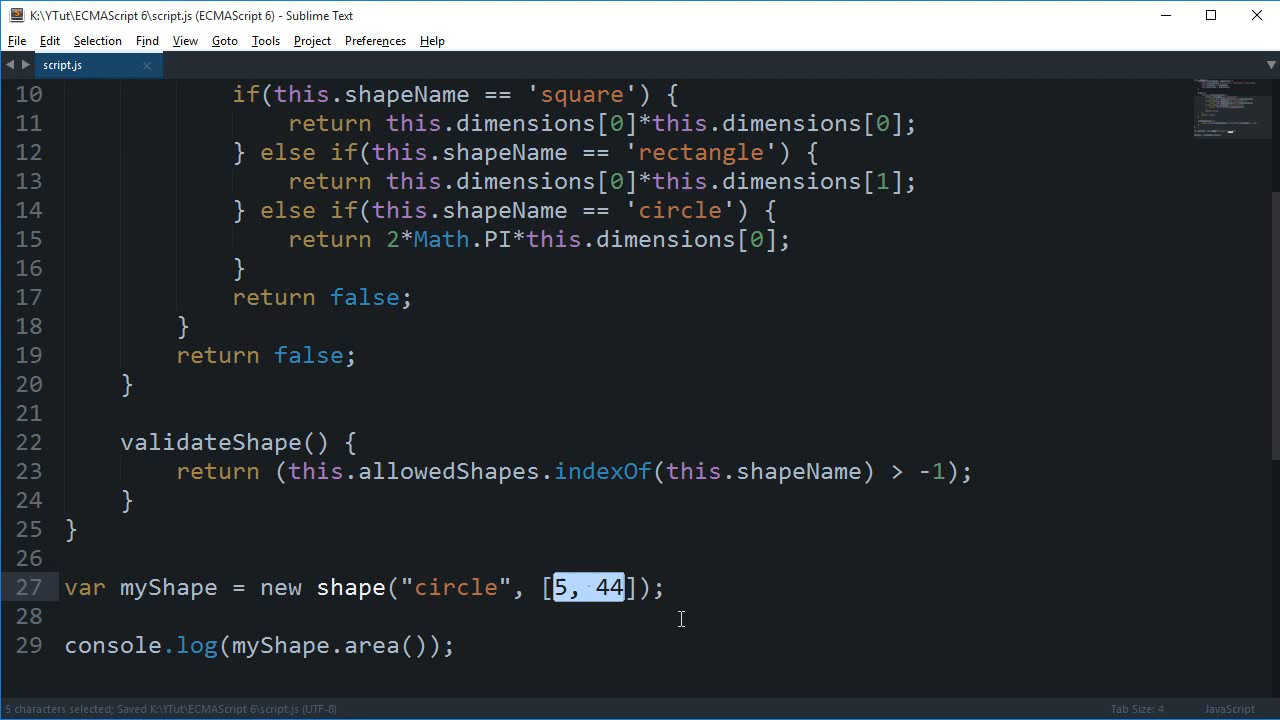 K:\YTut\ECMAScript 6\script.js (ECMAScript 6) - Sublime Text
File Edit Selection Find View Goto Tools Project Preferences Help
script.js
10 if(this.shapeName == 'square') {
11 return this.dimensions[0]*this.dimensions[0];
12 } else if(this.shapeName == 'rectangle') {
13 return this.dimensions[0]*this.dimensions[1];
14 } else if(this.shapeName == 'circle') {
15 return 2*Math.PI*this.dimensions[0];
16 }
17 return false;
18 }
19 return false;
20 }
21
22 validateShape() {
23 return (this.allowedShapes.indexOf(this.shapeName) > -1);
24 }
25 }
26
27 var myShape = new shape("circle", [5, 44]);
28
29 console.log(myShape.area());
5 characters selected; Saved K:\YTut\ECMAScript 6\script.js (UTF-8) Tab Size: 4 JavaScript